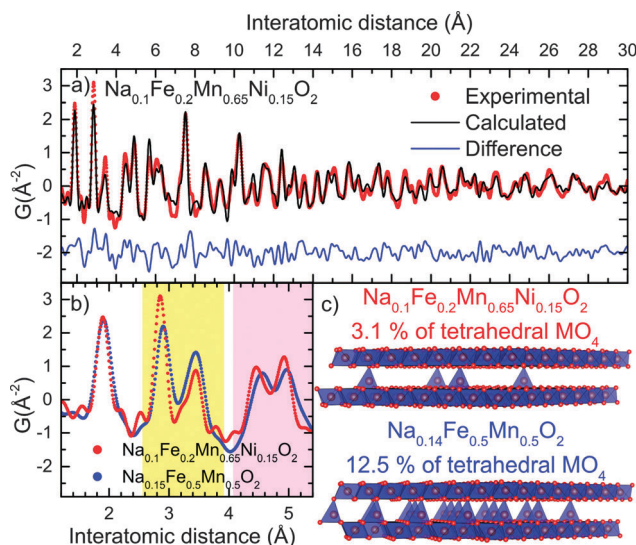 Interatomic distance (Å)
2 4 6 8 10 12 14 16 18 20 22 24 26 28 30
a) Na0.1Fe0.2Mn0.65Ni0.15O2
Experimental
Calculated
Difference
G(Å-2)
3
2
1
0
-1
-2
b)
G(Å-2)
3
2
1
0
-1
-2
Na0.1Fe0.2Mn0.65Ni0.15O2
Na0.15Fe0.5Mn0.5O2
2 3 4 5
Interatomic distance (Å)
c) Na0.1Fe0.2Mn0.65Ni0.15O2
3.1 % of tetrahedral MO4
Na0.14Fe0.5Mn0.5O2
12.5 % of tetrahedral MO4